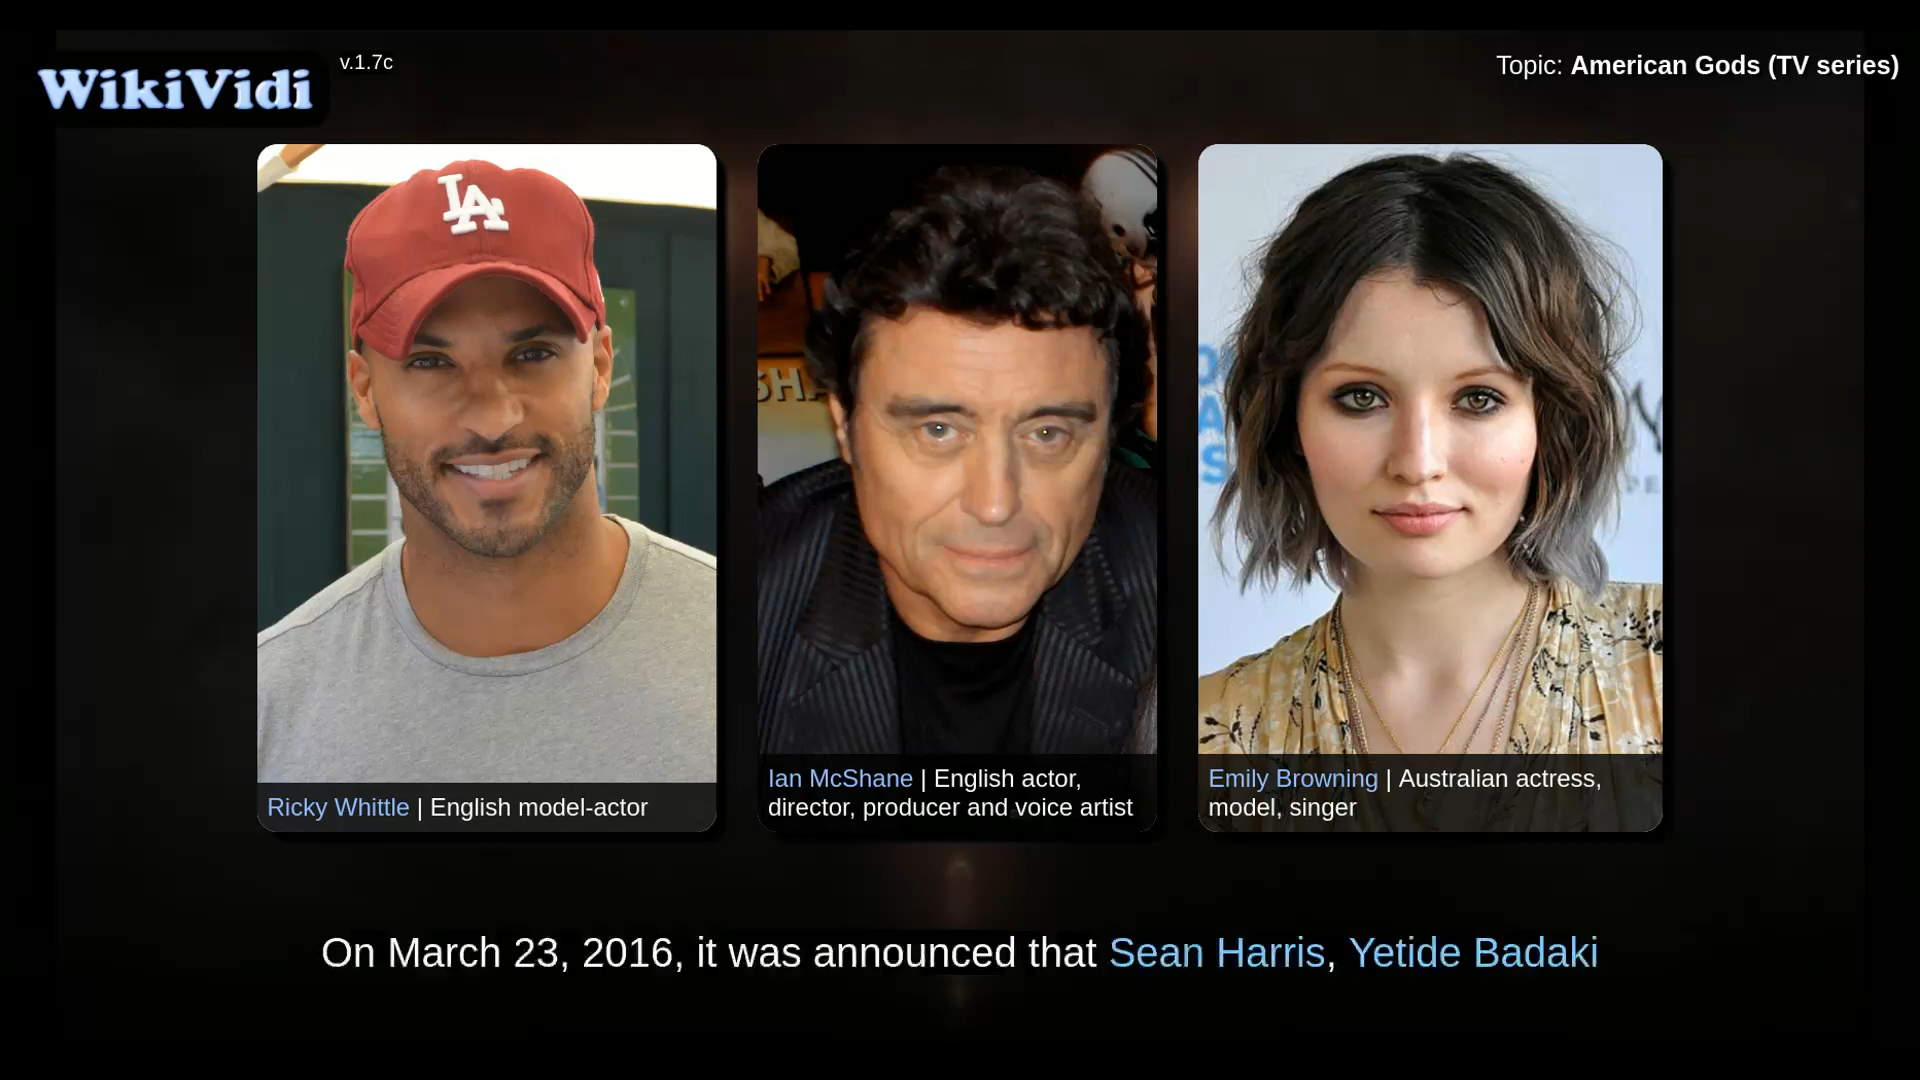 WikiVidi
v.1.7c
Topic: American Gods (TV series)
LA
Ricky Whittle | English model-actor
Ian McShane | English actor,
director, producer and voice artist
Emily Browning | Australian actress,
model, singer
On March 23, 2016, it was announced that Sean Harris, Yetide Badaki